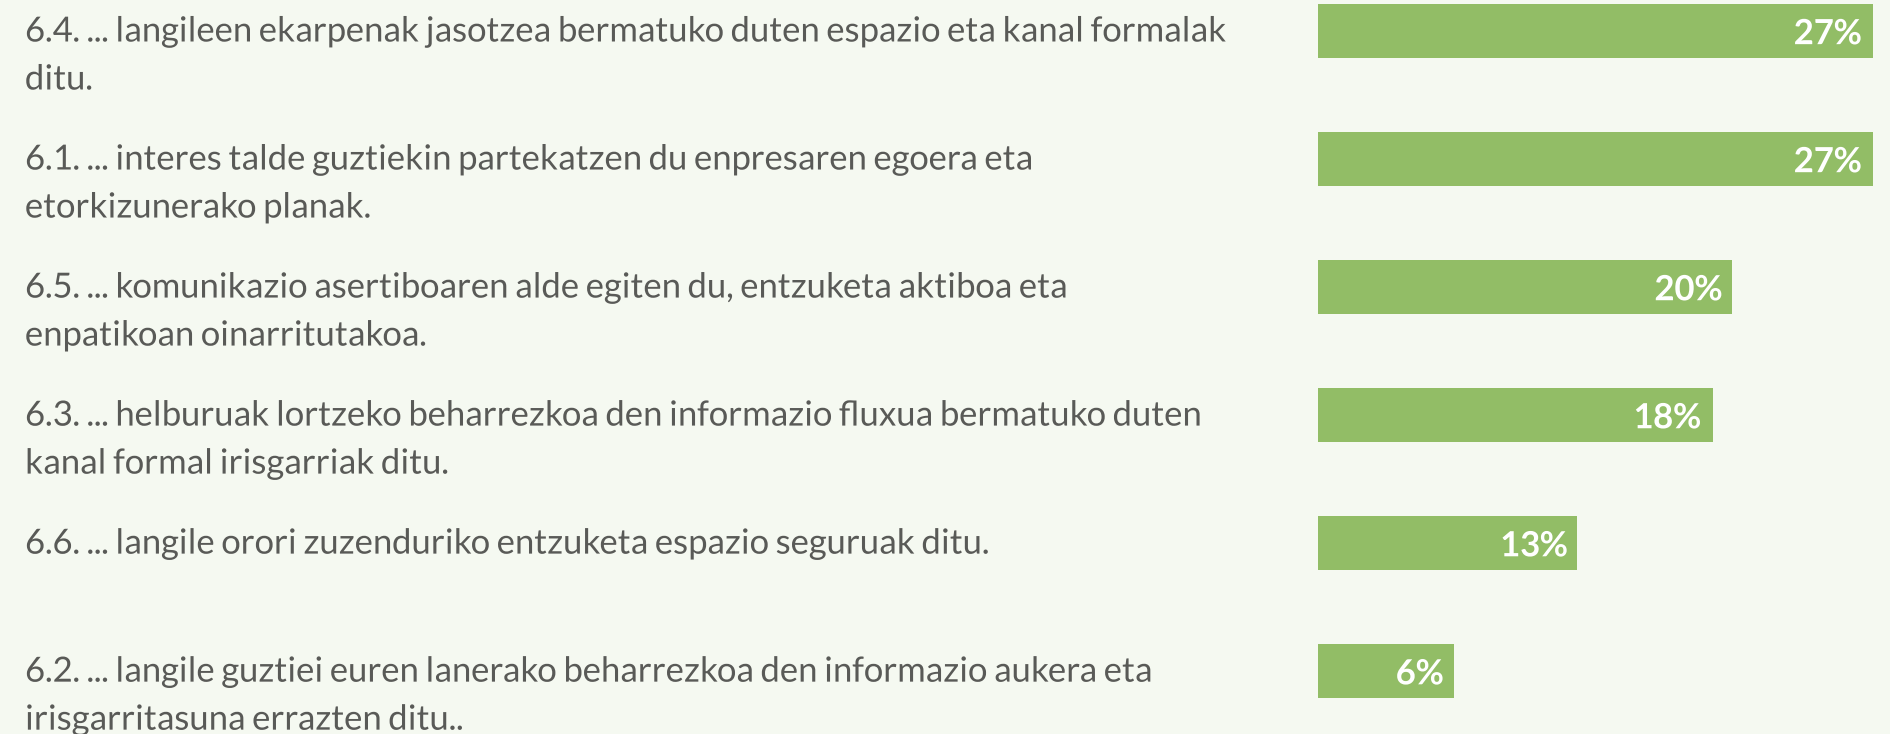 6.4. ... langileen ekarpenak jasotzea bermatuko duten espazio eta kanal formalak
ditu.
27%
6.1. ... interes talde guztiekin partekatzen du enpresaren egoera eta
etorkizunerako planak.
27%
6.5. ... komunikazio asertiboaren alde egiten du, entzuketa aktiboa eta
enpatikoan oinarritutakoa.
20%
6.3. ... helburuak lortzeko beharrezkoa den informazio fluxua bermatuko duten
kanal formal irisgarriak ditu.
18%
6.6. ... langile orori zuzenduriko entzuketa espazio seguruak ditu.
13%
6.2. ... langile guztiei euren lanerako beharrezkoa den informazio aukera eta
irisgarritasuna errazten ditu..
6%